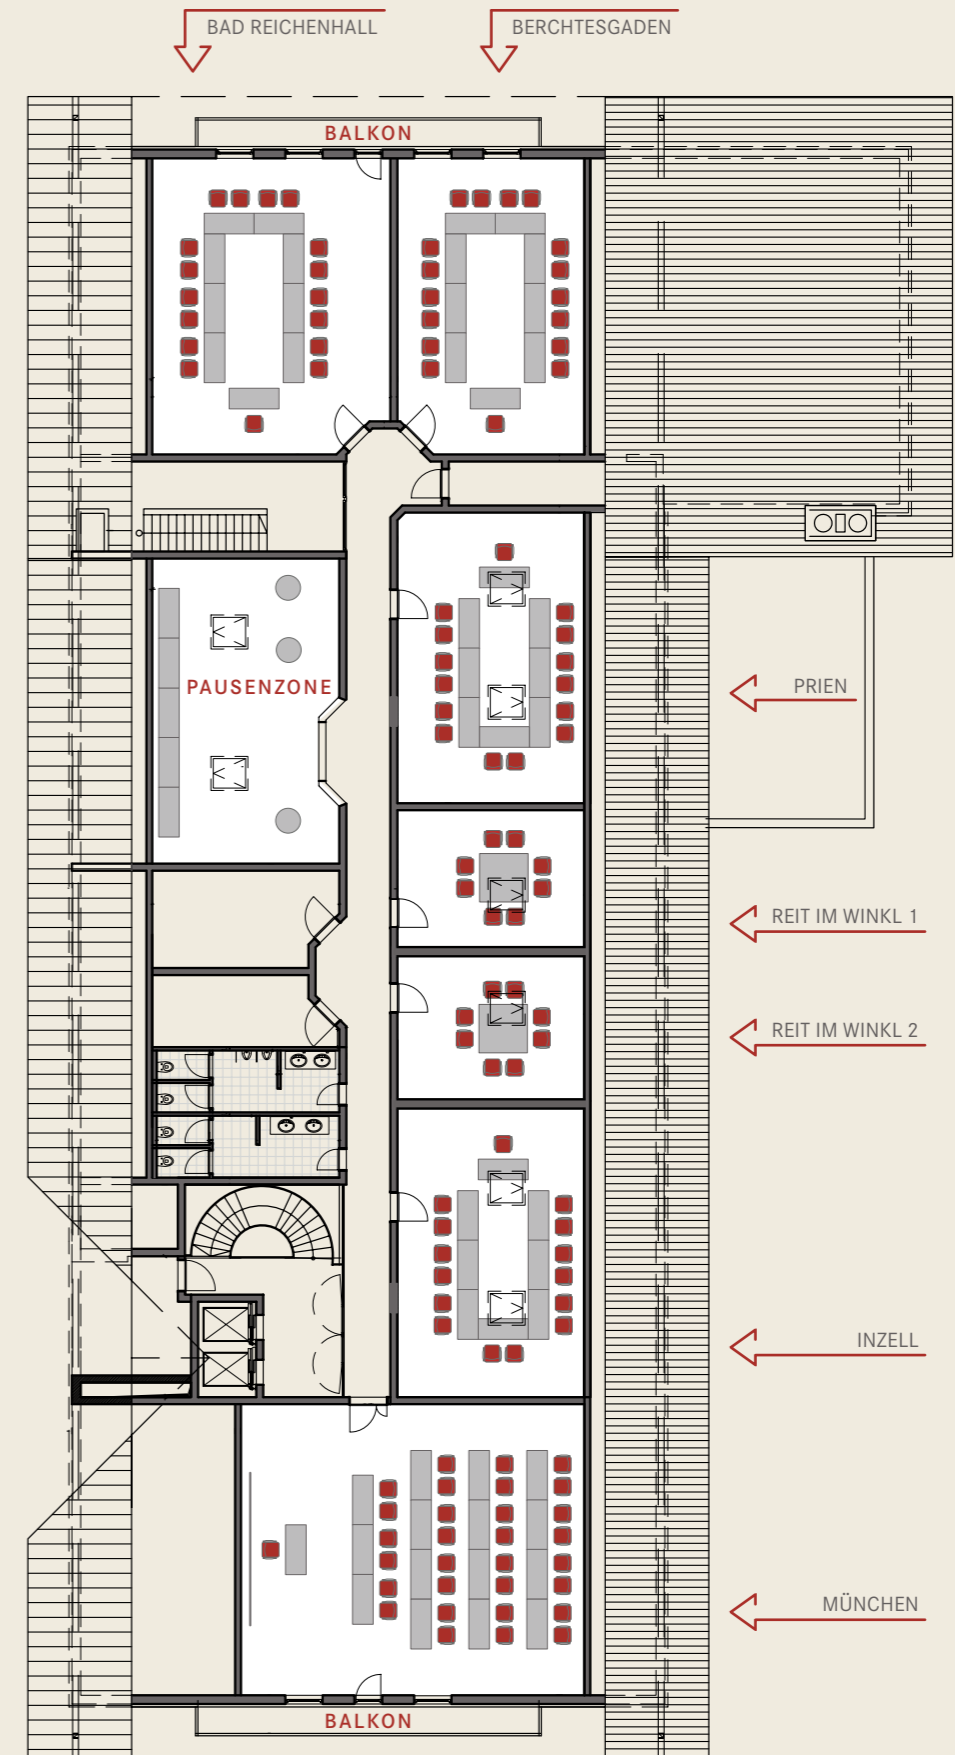 BAD REICHENHALL
BERCHTESGADEN
BALKON
PAUSENZONE
PRIEN
REIT IM WINKL 1
REIT IM WINKL 2
INZELL
MÜNCHEN
BALKON